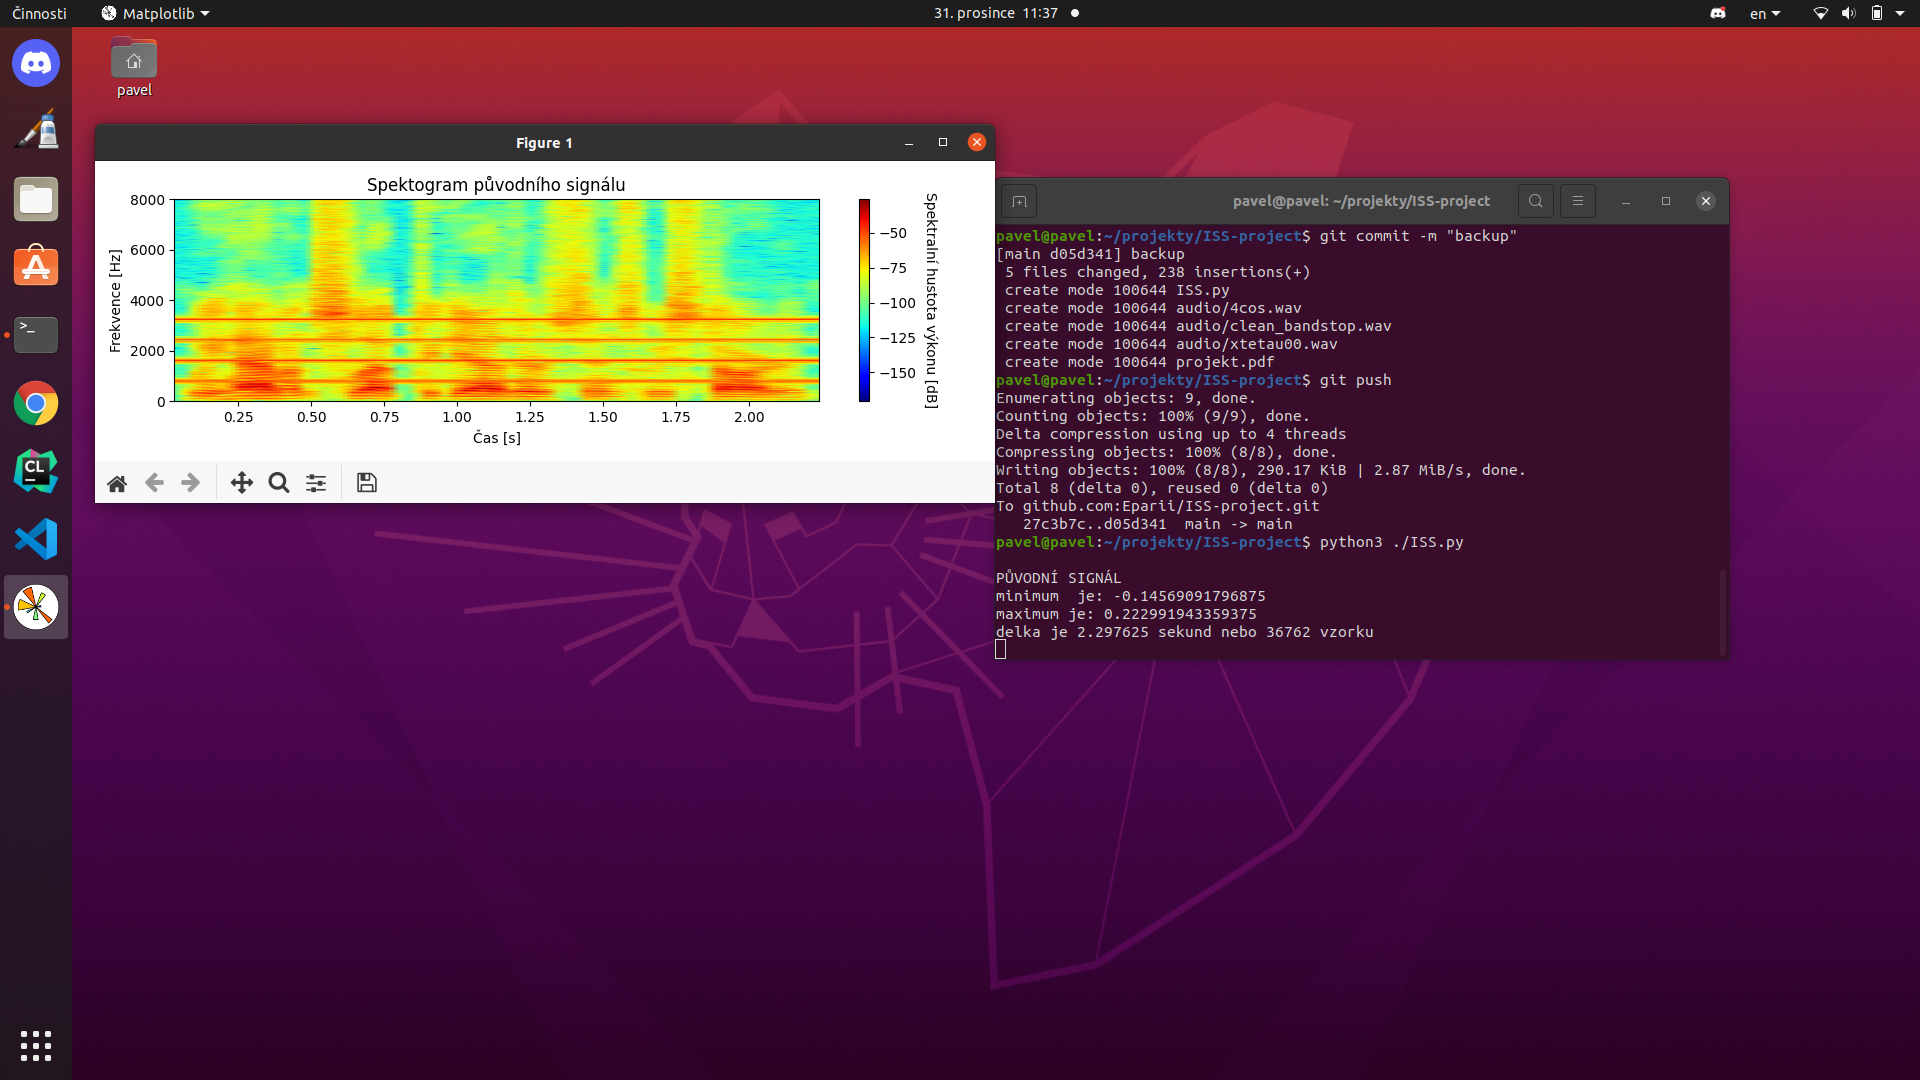 Činnosti
Matplotlib
31. prosince 11:37
en
pavel
Figure 1
Spektogram původního signálu
8000
6000
4000
2000
0
Frekvence [Hz]
0.25 0.50 0.75 1.00 1.25 1.50 1.75 2.00
Čas [s]
−50
−75
−100
−125
−150
Spektralní hustota výkonu [dB]
CL
pavel@pavel: ~/projekty/ISS-project
pavel@pavel:~/projekty/ISS-project$ git commit -m "backup"
[main d05d341] backup
 5 files changed, 238 insertions(+)
 create mode 100644 ISS.py
 create mode 100644 audio/4cos.wav
 create mode 100644 audio/clean_bandstop.wav
 create mode 100644 audio/xtetau00.wav
 create mode 100644 projekt.pdf
pavel@pavel:~/projekty/ISS-project$ git push
Enumerating objects: 9, done.
Counting objects: 100% (9/9), done.
Delta compression using up to 4 threads
Compressing objects: 100% (8/8), done.
Writing objects: 100% (8/8), 290.17 KiB | 2.87 MiB/s, done.
Total 8 (delta 0), reused 0 (delta 0)
To github.com:Eparii/ISS-project.git
   27c3b7c..d05d341  main -> main
pavel@pavel:~/projekty/ISS-project$ python3 ./ISS.py
PŮVODNÍ SIGNÁL
minimum  je: -0.14569091796875
maximum je: 0.222991943359375
delka je 2.297625 sekund nebo 36762 vzorku